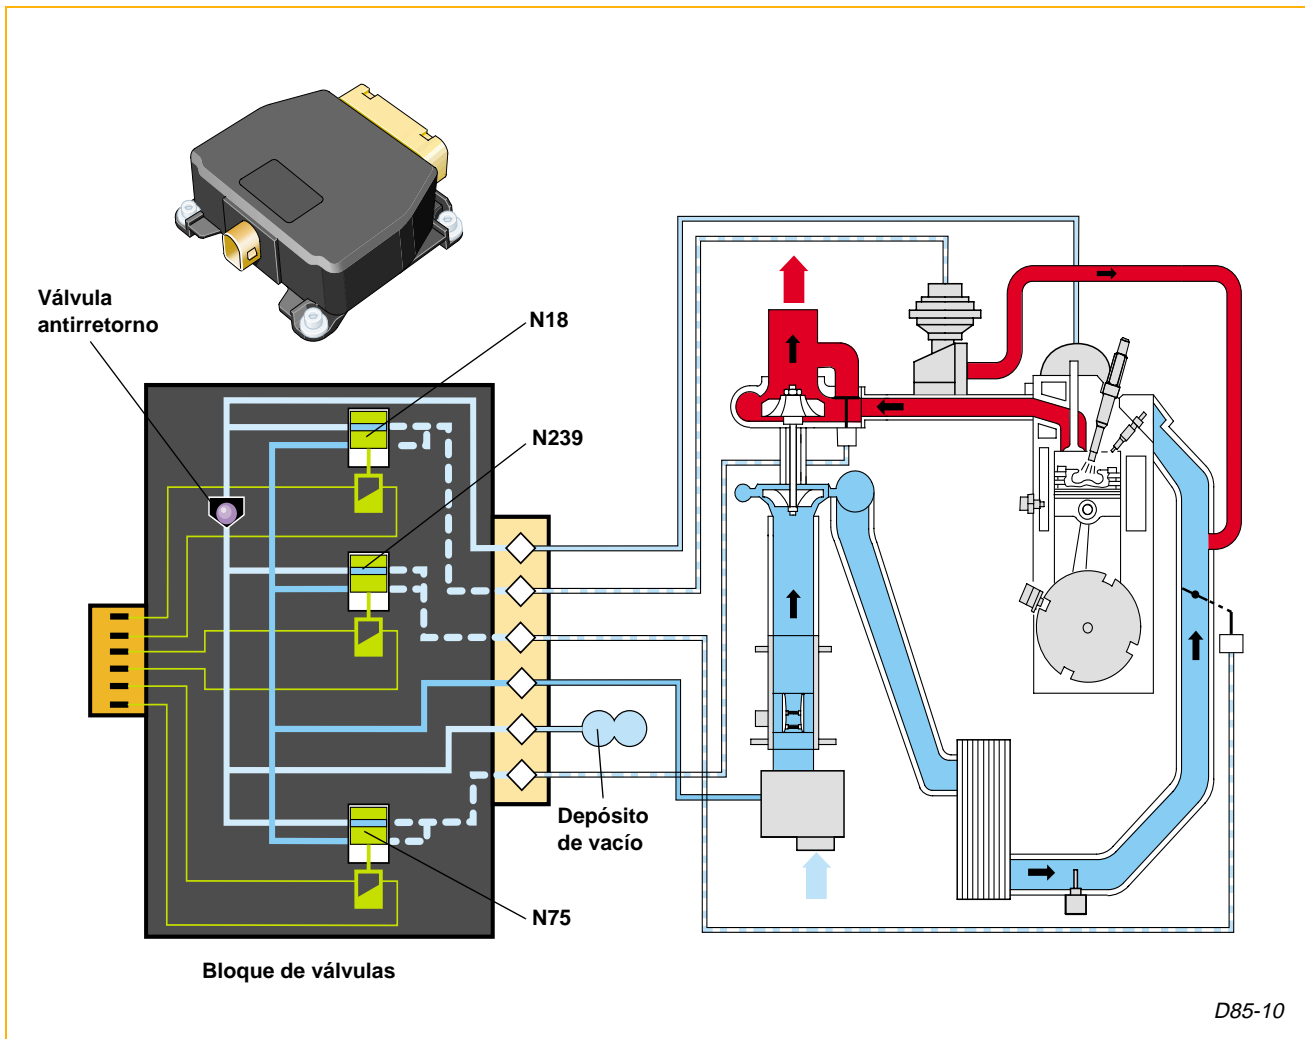 Válvula
antirretorno
N18
N239
Depósito
de vacío
N75
Bloque de válvulas
D85-10